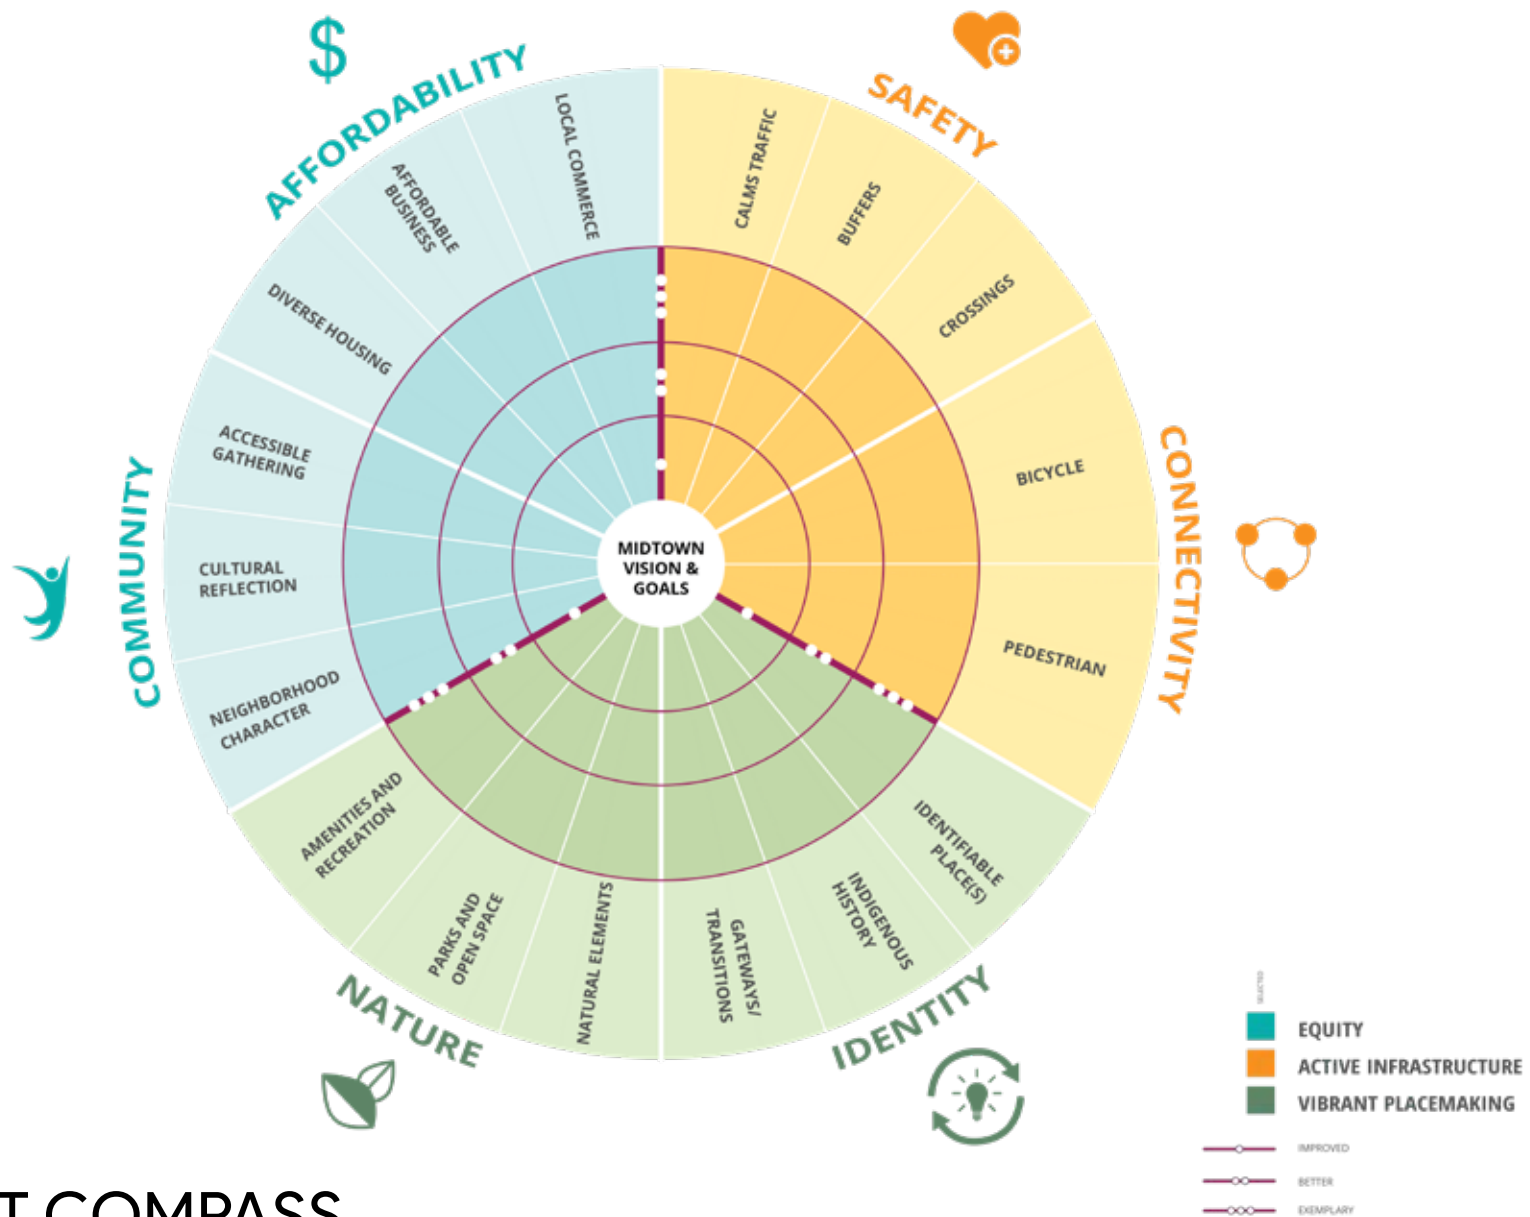 $
AFFORDABILITY
SAFETY
LOCAL COMMERCE
CALMS TRAFFIC
AFFORDABLE
BUSINESS
BUFFERS
DIVERSE HOUSING
CROSSINGS
COMMUNITY
ACCESSIBLE
GATHERING
BICYCLE
CONNECTIVITY
MIDTOWN
VISION &
GOALS
CULTURAL
REFLECTION
PEDESTRIAN
NEIGHBORHOOD
CHARACTER
AMENITIES AND
RECREATION
IDENTIFIABLE
PLACE(S)
PARKS AND
OPEN SPACE
NATURAL ELEMENTS
GATEWAYS/
TRANSITIONS
INDIGENOUS
HISTORY
NATURE
IDENTITY
SELECTED
EQUITY
ACTIVE INFRASTRUCTURE
VIBRANT PLACEMAKING
IMPROVED
BETTER
EXEMPLARY
T COMPASS